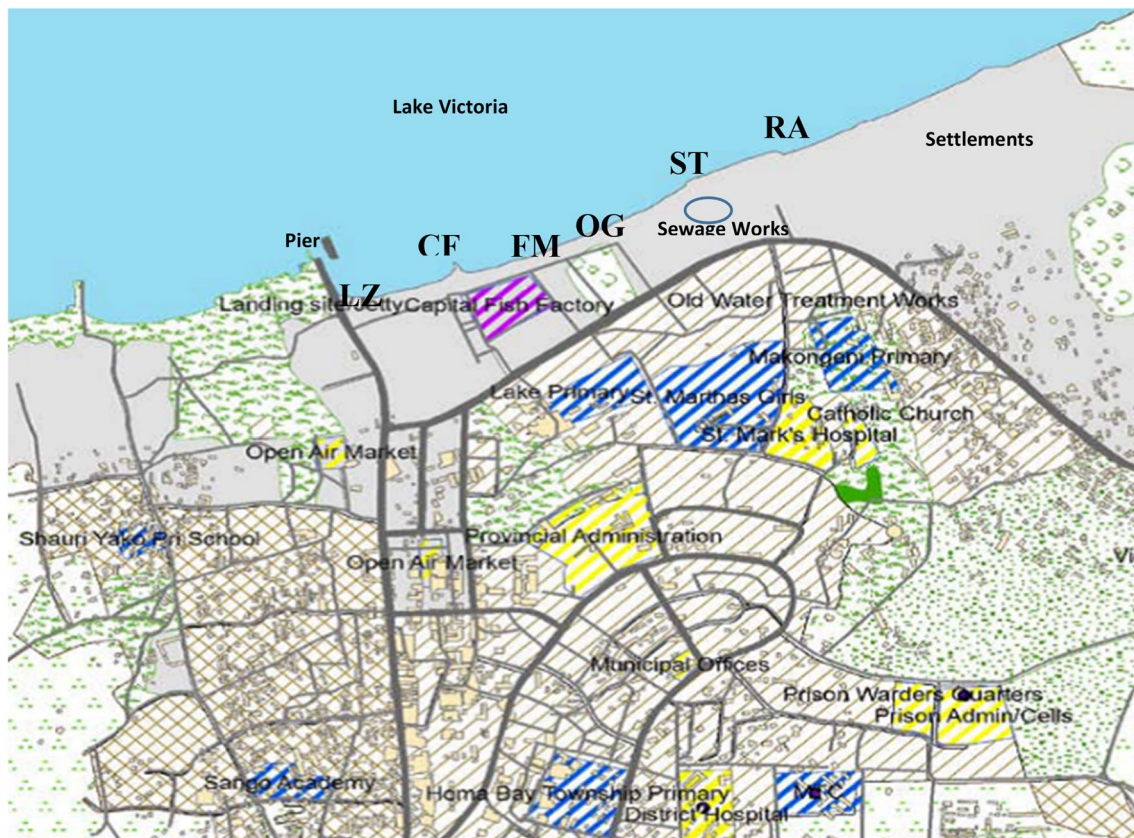 Lake Victoria
RA
Settlements
ST
OG
Sewage Works
Pier
CF
FM
LZ
Landing site/Jetty
Capital Fish Factory
Old Water Treatment Works
Makongeni Primary
Lake Primary
St. Marthas Girls
Catholic Church
St. Mark's Hospital
Open Air Market
Shauri Yako Pri School
Provincial Administration
Open Air Market
Vi
Municipal Offices
Prison Warders Quarters
Prison Admin/Cells
Sango Academy
Homa Bay Township Primary
District Hospital
?